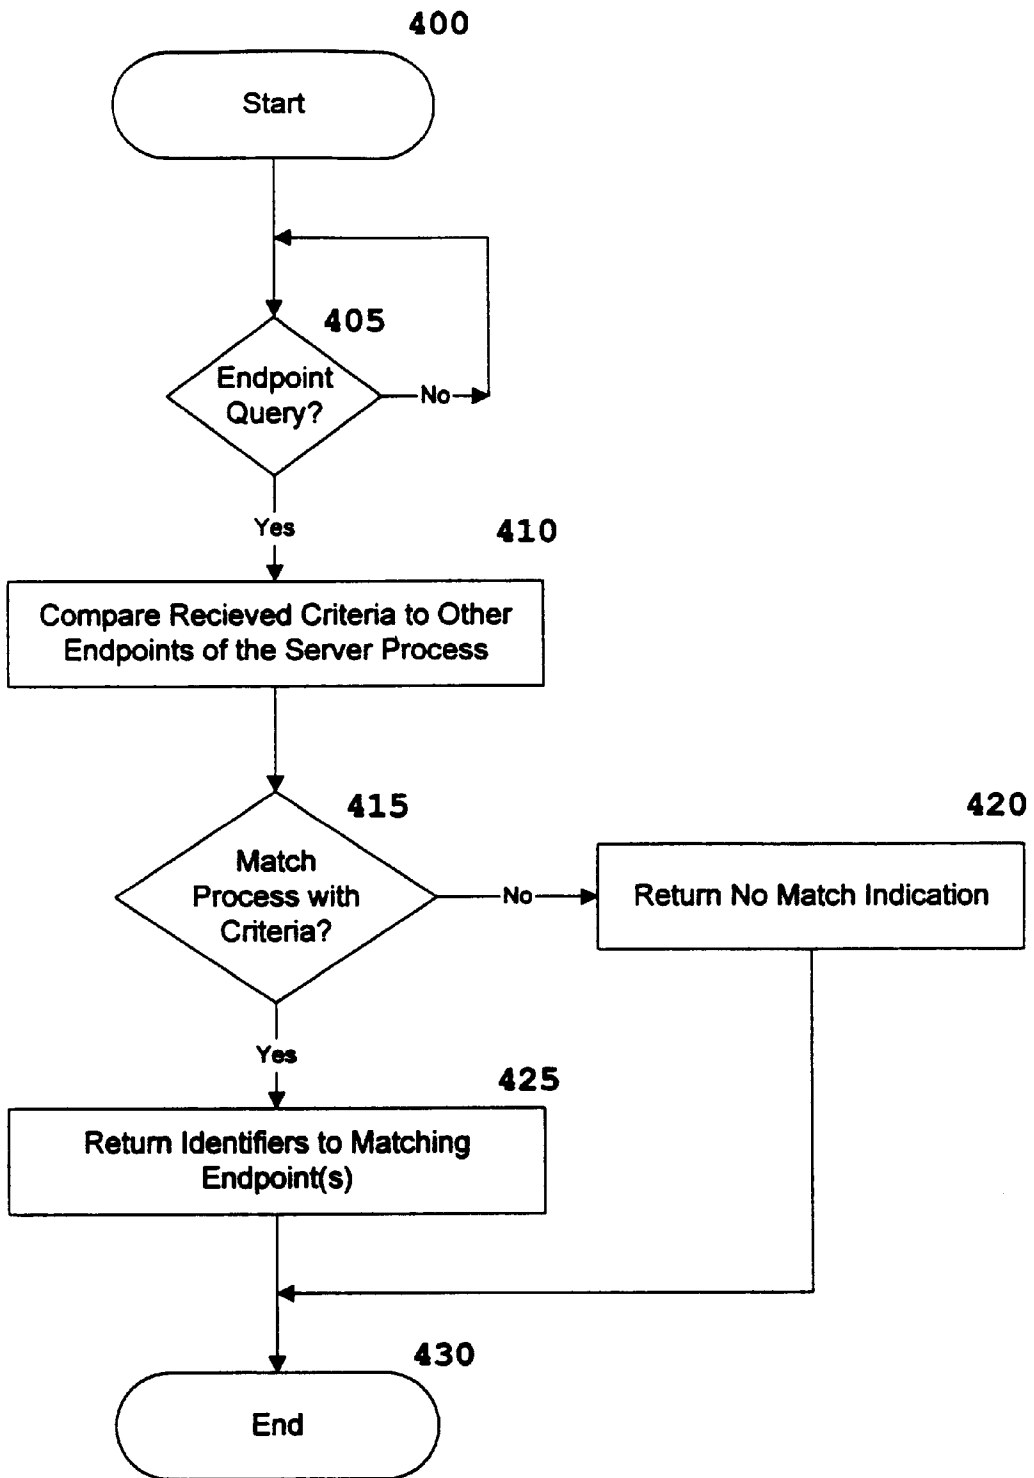 400
Start
405
Endpoint
Query?
No
Yes
410
Compare Recieved Criteria to Other
Endpoints of the Server Process
415
Match
Process with
Criteria?
No
420
Return No Match Indication
Yes
425
Return Identifiers to Matching
Endpoint(s)
430
End